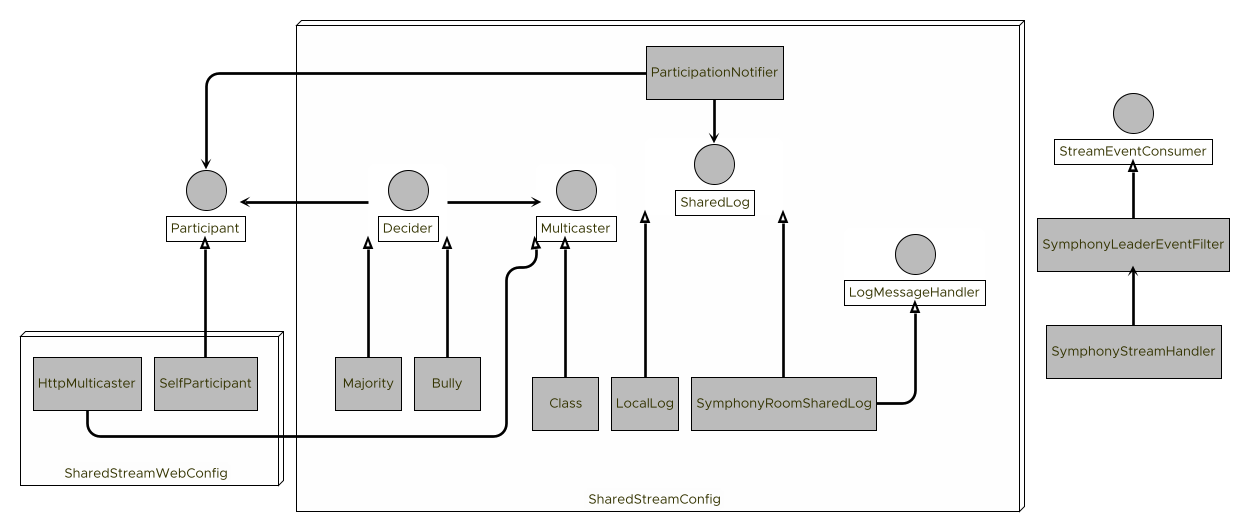 ParticipationNotifier
StreamEventConsumer
SharedLog
Participant
Decider
Multicaster
SymphonyLeaderEventFilter
LogMessageHandler
SymphonyStreamHandler
HttpMulticaster
SelfParticipant
Majority
Bully
Class
LocalLog
SymphonyRoomSharedLog
SharedStreamWebConfig
SharedStreamConfig